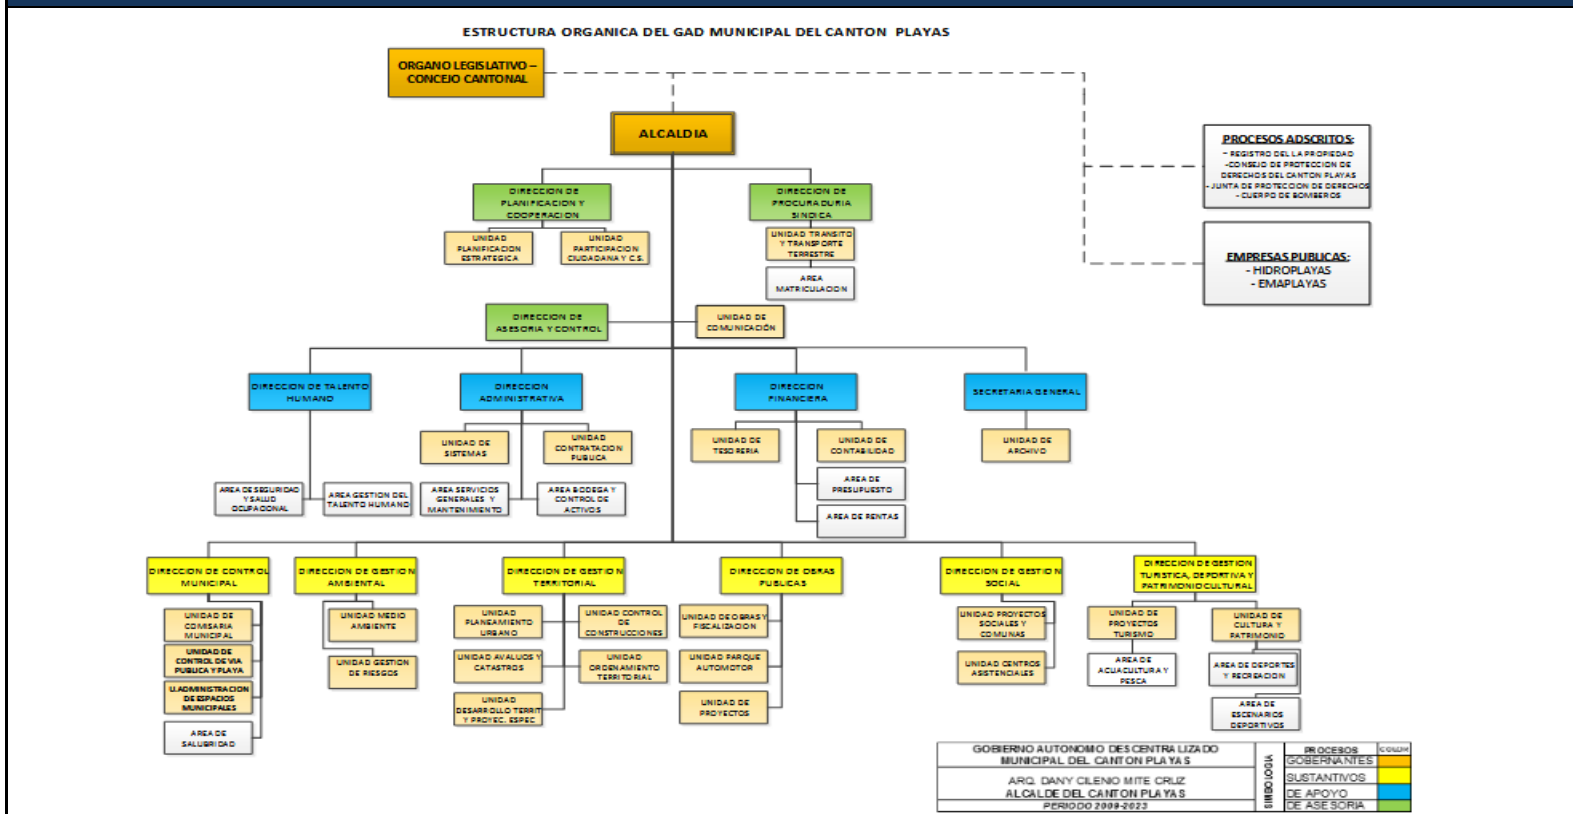 ESTRUCTURA ORGANICA DEL GAD MUNICIPAL DEL CANTON PLAYAS
ORGANO LEGISLATIVO –
CONCEJO CANTONAL
ALCALDIA
PROCESOS ADSCRITOS:
- REGISTRO DEL LA PROPIEDAD
-CONSEJO DE PROTECCION DE
DERECHOS DEL CANTON PLAYAS
- JUNTA DE PROTECCION DE DERECHOS
- CUERPO DE BOMBEROS
EMPRESAS PUBLICAS:
- HIDROPLAYAS
- EMAPLAYAS
DIRECCION DE
PLANIFICACION Y
COOPERACION
DIRECCION DE
PROCURADURIA
SINDICA
UNIDAD
PLANIFICACION
ESTRATEGICA
UNIDAD
PARTICIPACION
CIUDADANA Y C.S.
UNIDAD TRANSITO
Y TRANSPORTE
TERRESTRE
AREA
MATRICULACION
DIRECCION DE
ASESORIA Y CONTROL
UNIDAD DE
COMUNICACIÓN
DIRECCION DE TALENTO
HUMANO
DIRECCION
ADMINISTRATIVA
DIRECCION
FINANCIERA
SECRETARIA GENERAL
UNIDAD DE
SISTEMAS
UNIDAD
CONTRATACION
PUBLICA
UNIDAD DE
TESORERIA
UNIDAD DE
CONTABILIDAD
UNIDAD DE
ARCHIVO
AREA DE SEGURIDAD
Y SALUD
OCUPACIONAL
AREA GESTION DEL
TALENTO HUMANO
AREA SERVICIOS
GENERALES Y
MANTENIMIENTO
AREA BODEGA Y
CONTROL DE
ACTIVOS
AREA DE
PRESUPUESTO
AREA DE RENTAS
DIRECCION DE CONTROL
MUNICIPAL
DIRECCION DE GESTION
AMBIENTAL
DIRECCION DE GESTION
TERRITORIAL
DIRECCION DE OBRAS
PUBLICAS
DIRECCION DE GESTION
SOCIAL
DIRECCION DE GESTION
TURISTICA, DEPORTIVA Y
PATRIMONIO CULTURAL
UNIDAD DE
COMISARIA
MUNICIPAL
UNIDAD DE
CONTROL DE VIA
PUBLICA Y PLAYA
U.ADMINISTRACION
DE ESPACIOS
MUNICIPALES
AREA DE
SALUBRIDAD
UNIDAD MEDIO
AMBIENTE
UNIDAD GESTION
DE RIESGOS
UNIDAD
PLANEAMIENTO
URBANO
UNIDAD CONTROL
DE
CONSTRUCCIONES
UNIDAD AVALUOS Y
CATASTROS
UNIDAD
ORDENAMIENTO
TERRITORIAL
UNIDAD
DESARROLLO TERRIT
Y PROYEC. ESPEC
UNIDAD DE OBRAS Y
FISCALIZACION
UNIDAD PARQUE
AUTOMOTOR
UNIDAD DE
PROYECTOS
UNIDAD PROYECTOS
SOCIALES Y
COMUNAS
UNIDAD CENTROS
ASISTENCIALES
UNIDAD DE
PROYECTOS
TURISMO
AREA DE
ACUACULTURA Y
PESCA
UNIDAD DE
CULTURA Y
PATRIMONIO
AREA DE DEPORTES
Y RECREACION
AREA DE
ESCENARIOS
DEPORTIVOS
GOBIERNO AUTONOMO DESCENTRALIZADO
MUNICIPAL DEL CANTON PLAYAS
ARQ. DANY CILENIO MITE CRUZ
ALCALDE DEL CANTON PLAYAS
PERIODO 2009-2023
SIMBOLOGIA
PROCESOS COLOR
GOBERNANTES
SUSTANTIVOS
DE APOYO
DE ASESORIA